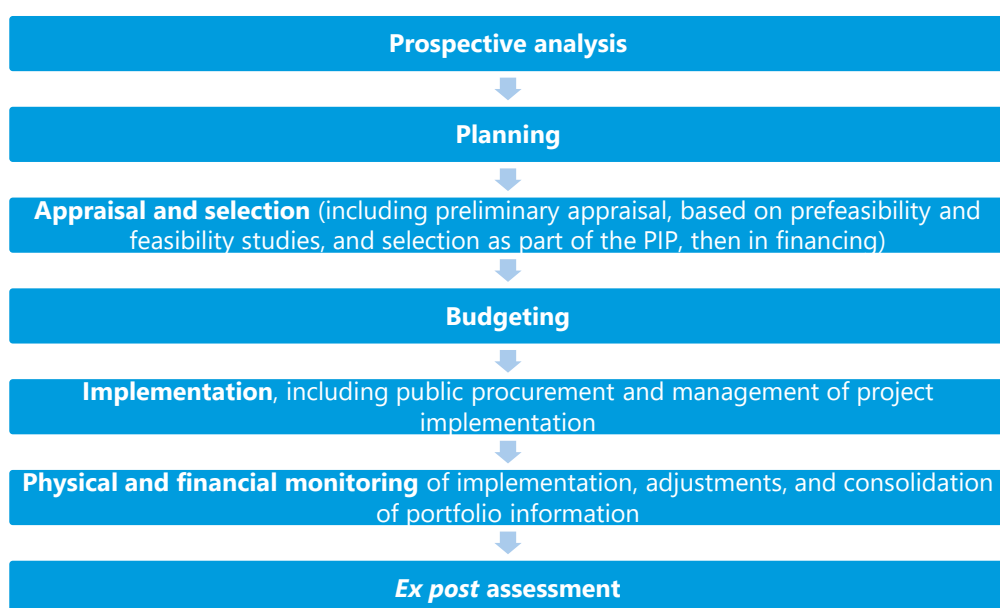 Prospective analysis
Planning
Appraisal and selection (including preliminary appraisal, based on prefeasibility and
feasibility studies, and selection as part of the PIP, then in financing)
Budgeting
Implementation, including public procurement and management of project
implementation
Physical and financial monitoring of implementation, adjustments, and consolidation
of portfolio information
Ex post assessment